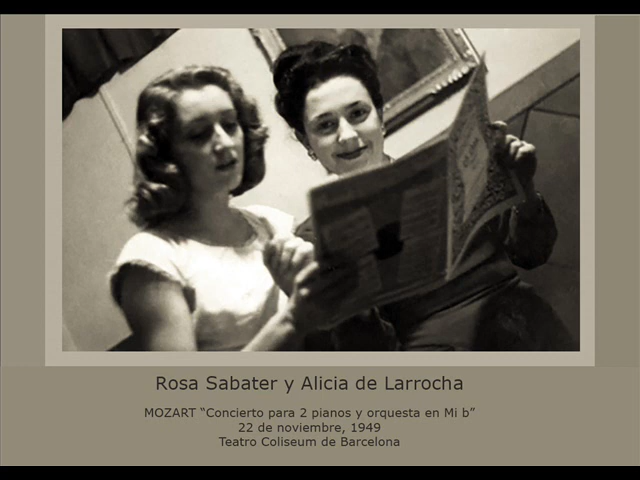 Rosa Sabater y Alicia de Larrocha
MOZART “Concierto para 2 pianos y orquesta en Mi b”
22 de noviembre, 1949
Teatro Coliseum de Barcelona